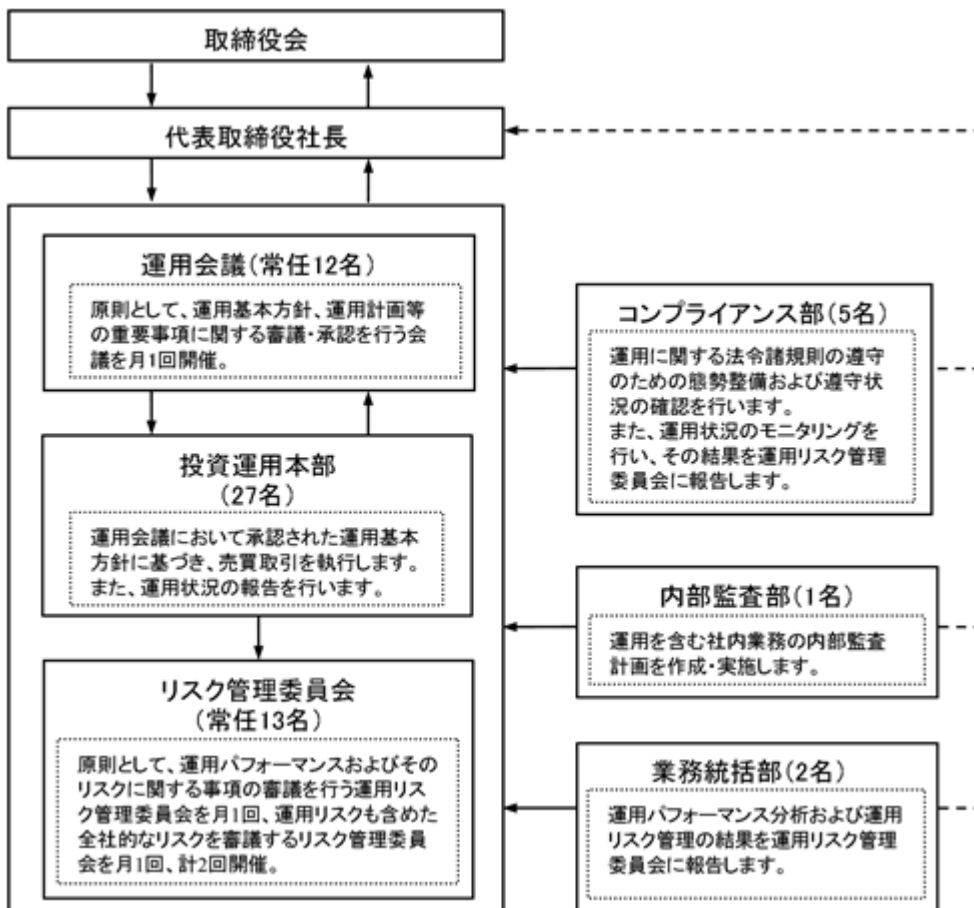 取締役会
代表取締役社長
運用会議(常任12名)
原則として、運用基本方針、運用計画等
の重要事項に関する審議・承認を行う会
議を月1回開催。
投資運用本部
(27名)
運用会議において承認された運用基本
方針に基づき、売買取引を執行します。
また、運用状況の報告を行います。
リスク管理委員会
(常任13名)
原則として、運用パフォーマンスおよびその
リスクに関する事項の審議を行う運用リス
ク管理委員会を月1回、運用リスクも含めた
全社的なリスクを審議するリスク管理委員
会を月1回、計2回開催。
コンプライアンス部(5名)
運用に関する法令諸規則の遵守
のための態勢整備および遵守状
況の確認を行います。
また、運用状況のモニタリングを
行い、その結果を運用リスク管理
委員会に報告します。
内部監査部(1名)
運用を含む社内業務の内部監査
計画を作成・実施します。
業務統括部(2名)
運用パフォーマンス分析および運用
リスク管理の結果を運用リスク管理
委員会に報告します。